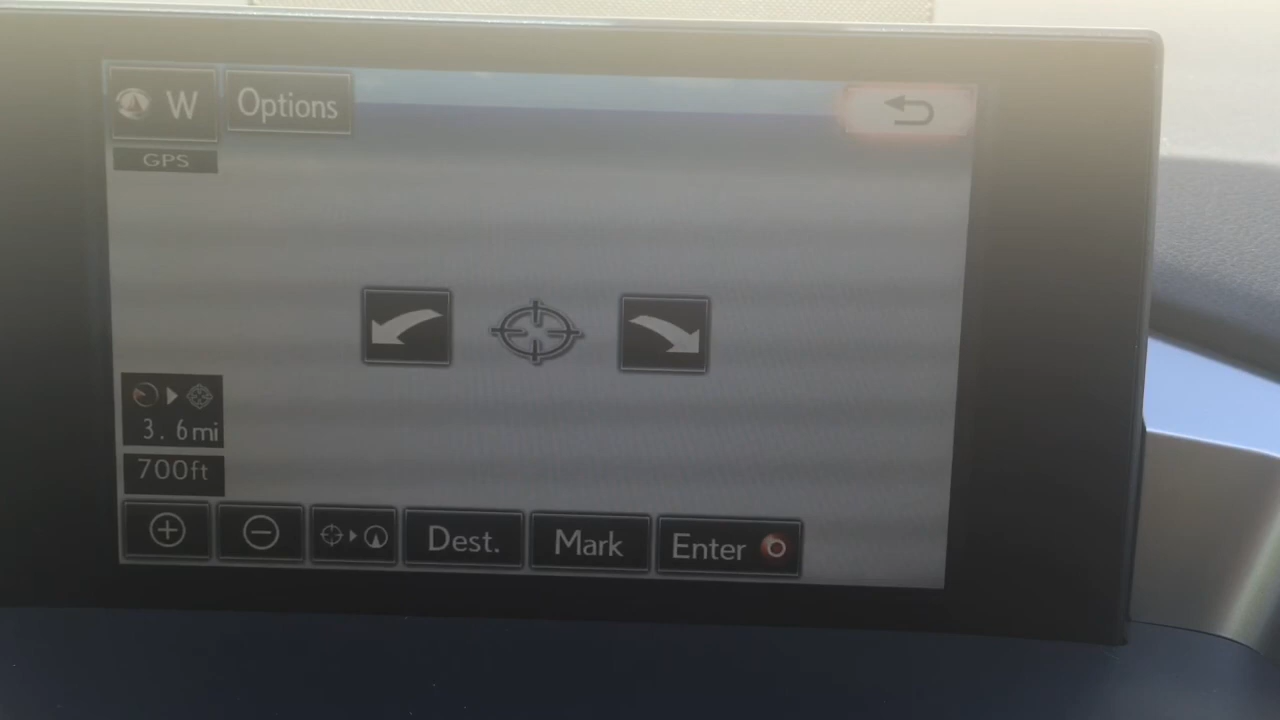 W
Options
GPS
3.6mi
700ft
Dest.
Mark
Enter